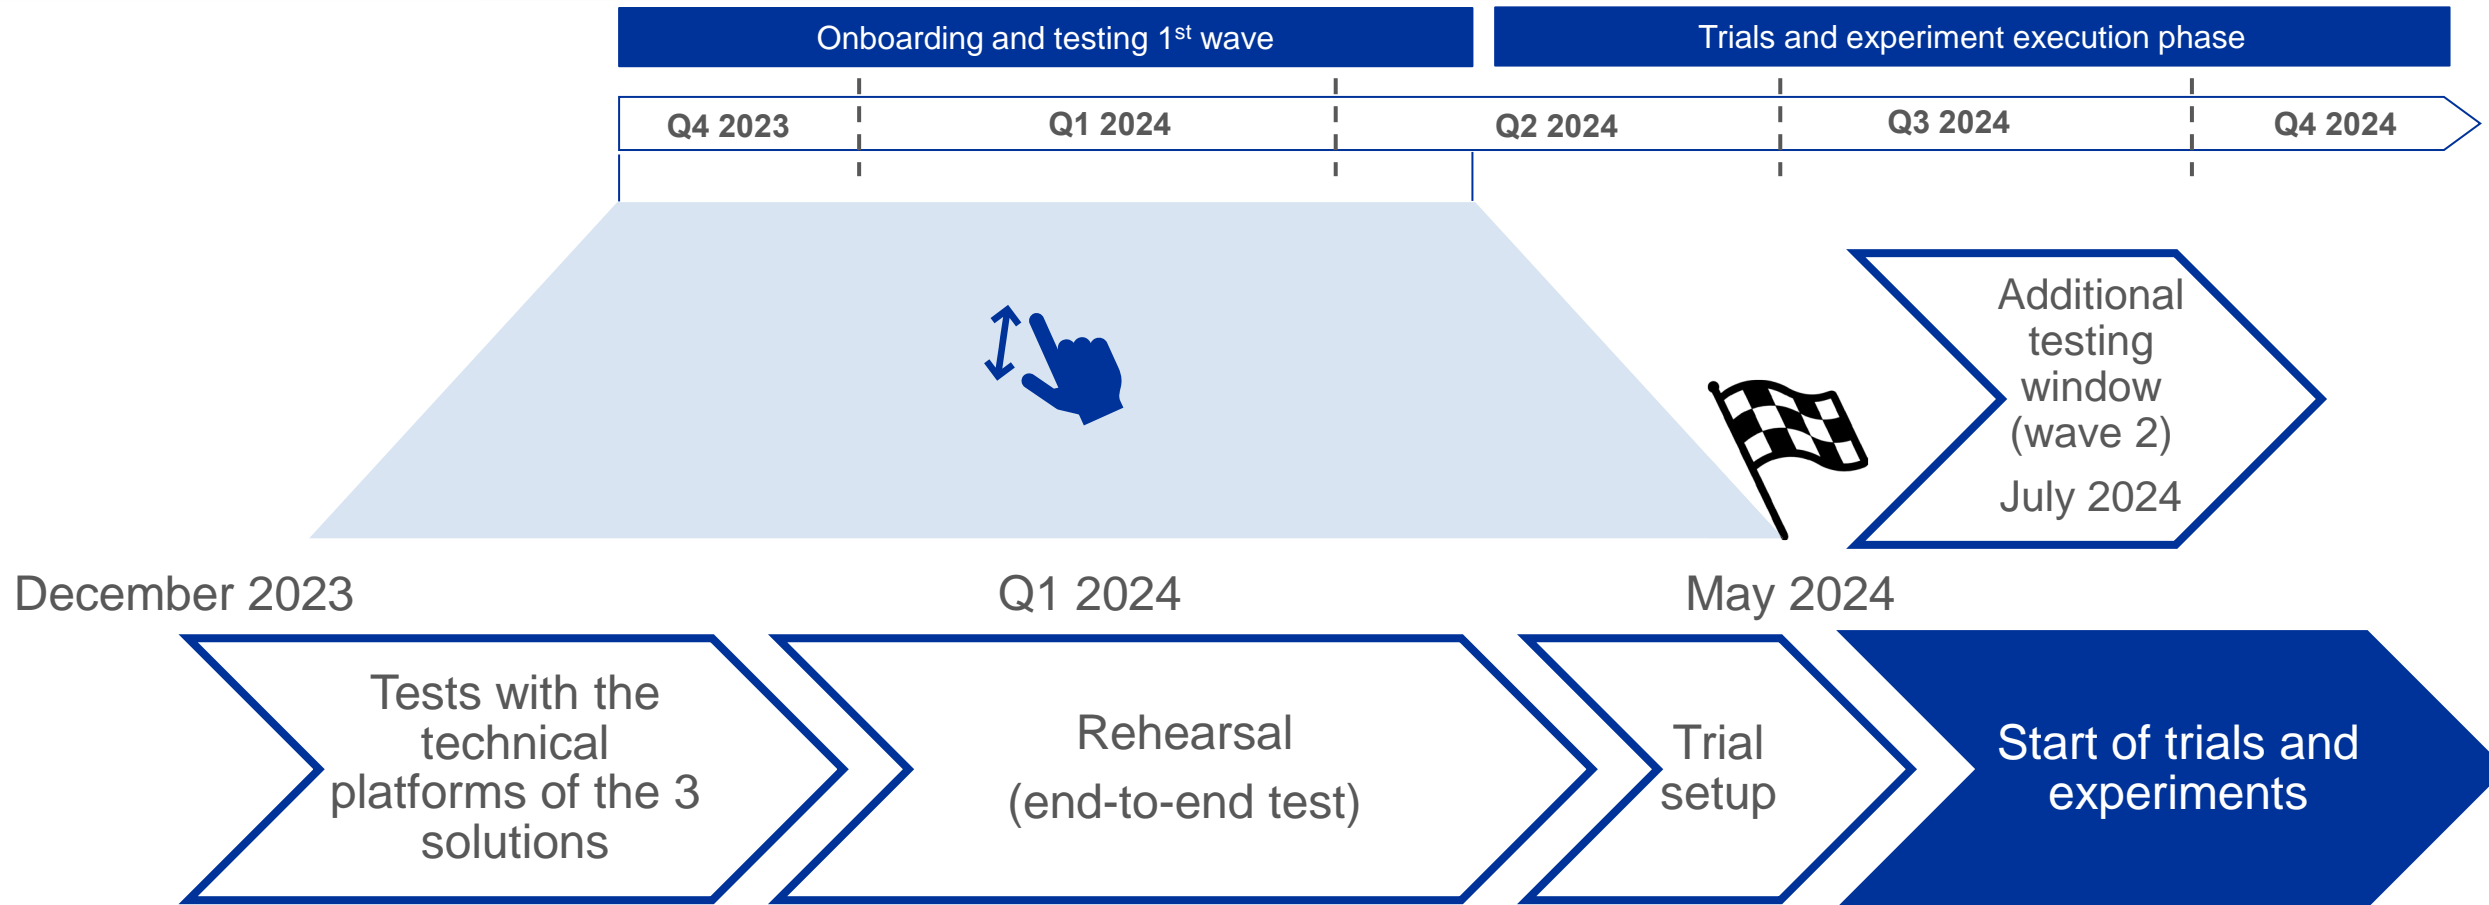 Onboarding and testing 1st wave
Trials and experiment execution phase
Q4 2023
Q1 2024
Q2 2024
Q3 2024
Q4 2024
Additional
testing
window
(wave 2)
July 2024
December 2023
Q1 2024
May 2024
Tests with the
technical
platforms of the 3
solutions
Rehearsal
(end-to-end test)
Trial
setup
Start of trials and
experiments